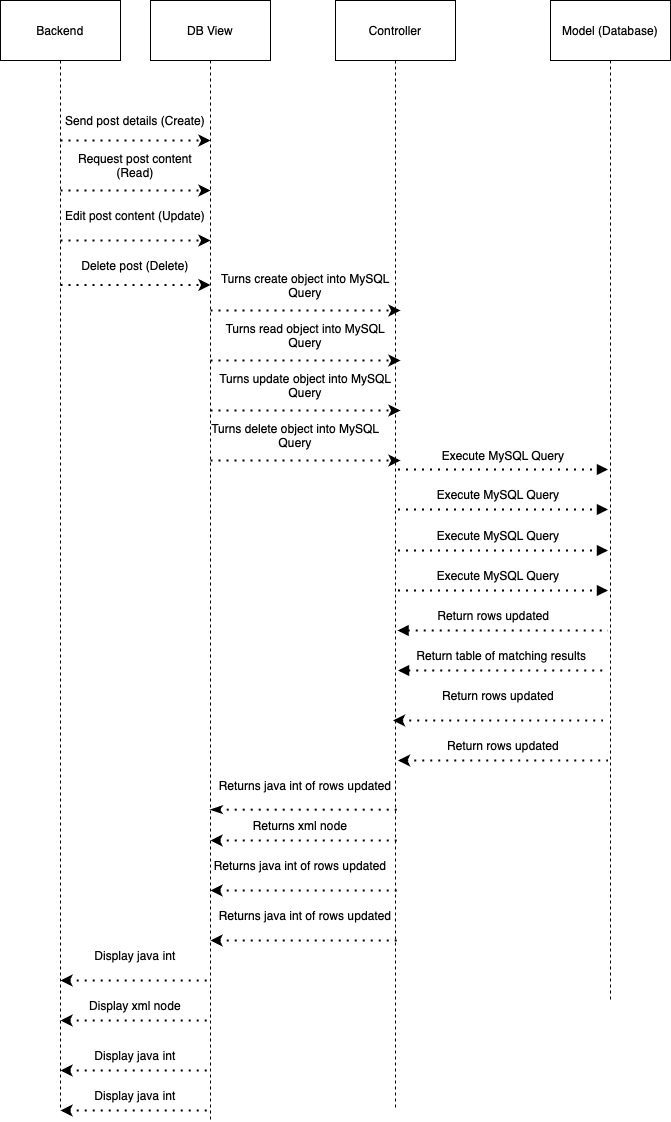 Backend
DB View
Controller
Model (Database)
Send post details (Create)
Request post content
(Read)
Edit post content (Update)
Delete post (Delete)
Turns create object into MySQL
Query
Turns read object into MySQL
Query
Turns update object into MySQL
Query
Turns delete object into MySQL
Query
Execute MySQL Query
Execute MySQL Query
Execute MySQL Query
Execute MySQL Query
Return rows updated
Return table of matching results
Return rows updated
Return rows updated
Returns java int of rows updated
Returns xml node
Returns java int of rows updated
Returns java int of rows updated
Display java int
Display xml node
Display java int
Display java int